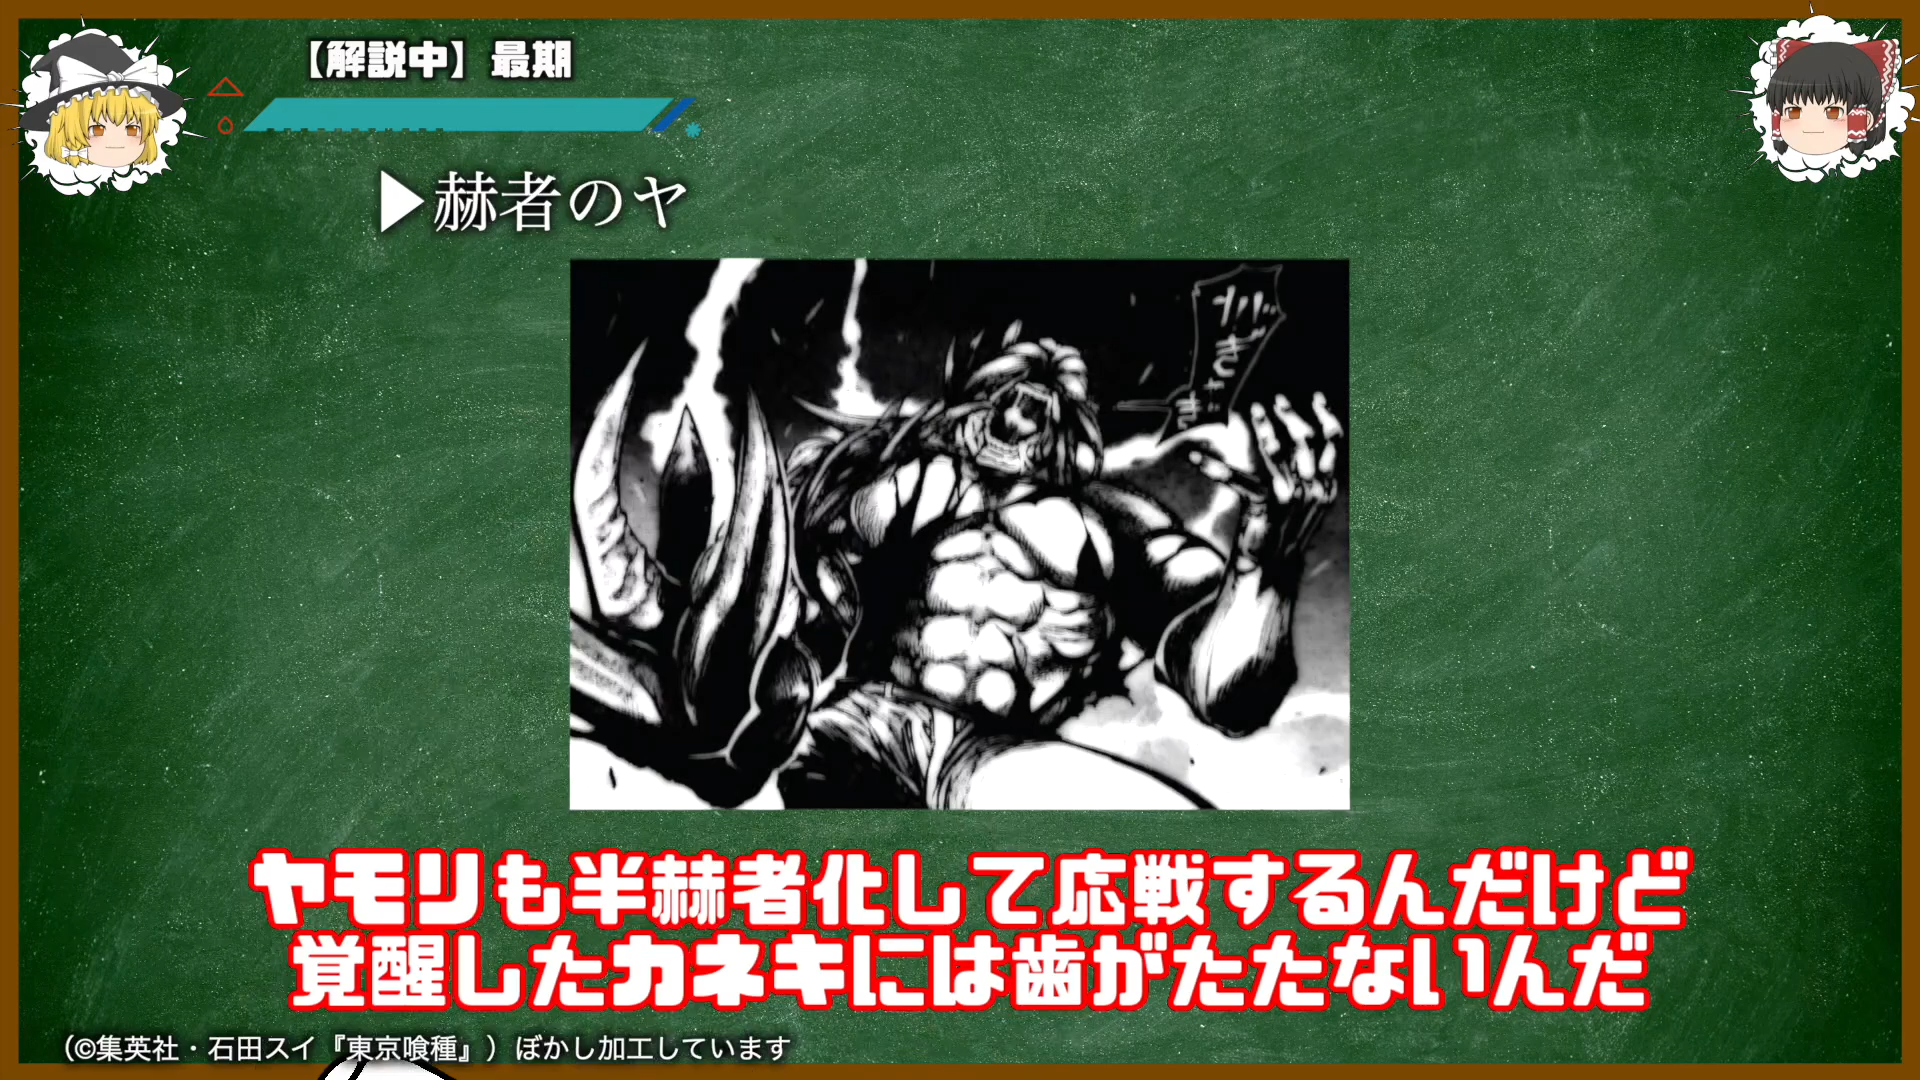 【解説中】最期
▶赫者のヤ
ヤモリも半赫者化して応戦するんだけど
覚醒したカネキには歯がたたないんだ
（©集英社・石田スイ『東京喰種』）ぼかし加工しています